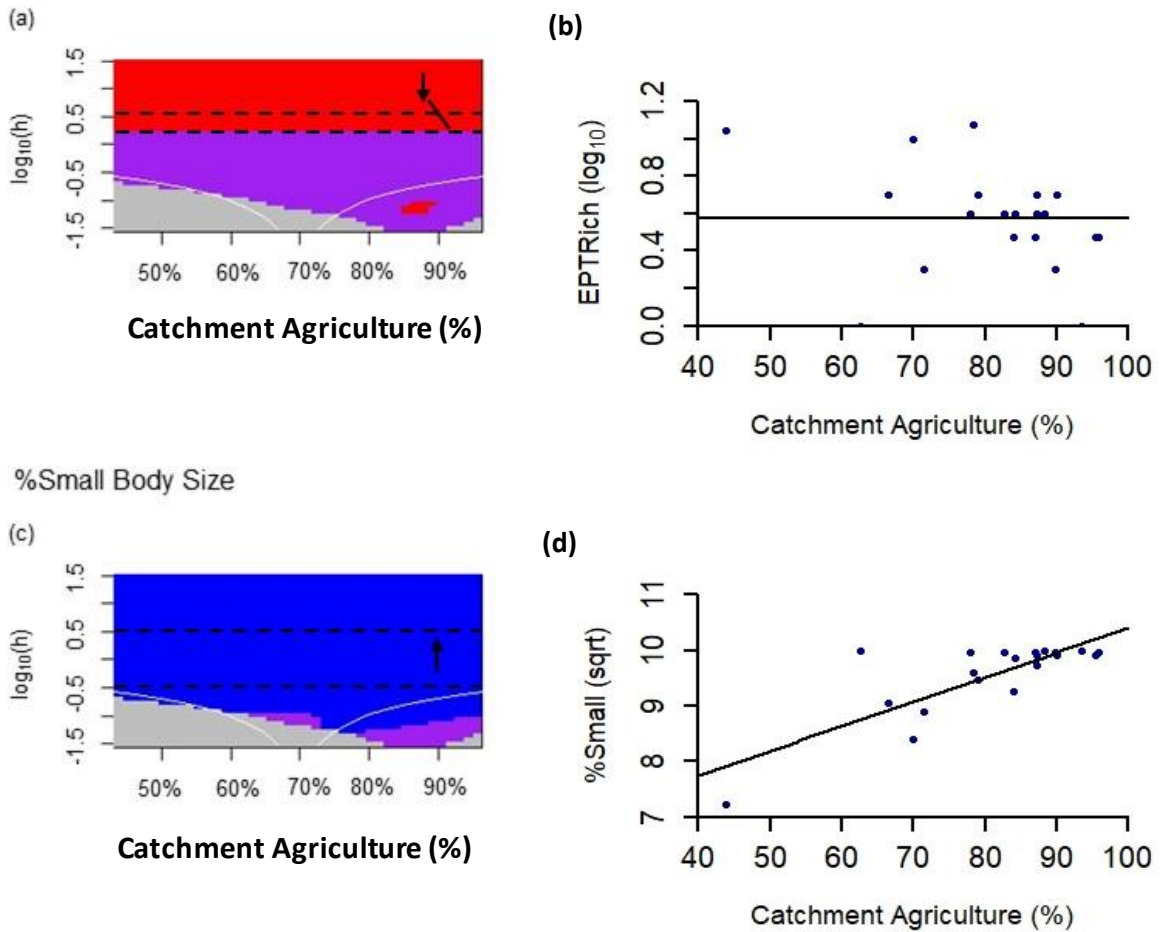 (a)
log10(h)
1.5
0.5
-0.5
-1.5
50% 60% 70% 80% 90%
Catchment Agriculture (%)
(b)
EPTRich (log10)
1.2
0.8
0.4
0.0
40 50 60 70 80 90 100
Catchment Agriculture (%)
%Small Body Size
(c)
log10(h)
1.5
0.5
-0.5
-1.5
50% 60% 70% 80% 90%
Catchment Agriculture (%)
(d)
%Small (sqrt)
11
10
9
8
7
40 50 60 70 80 90 100
Catchment Agriculture (%)